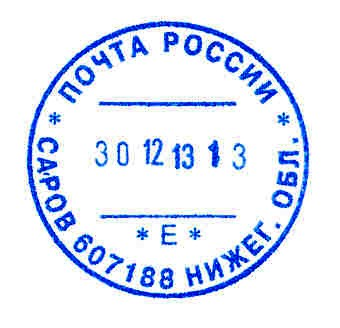 * ПОЧТА РОССИИ *
30 12 13 1 3
* Е *
САРОВ 607188 НИЖЕГ. ОБЛ.